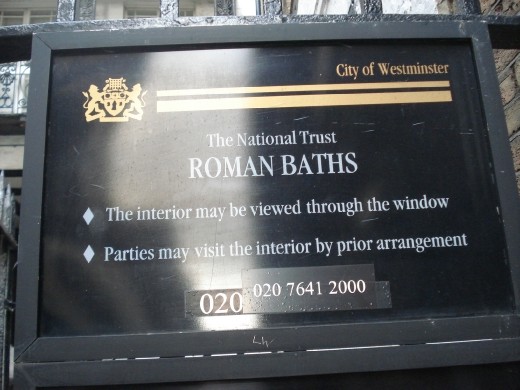 City of Westminster
The National Trust
ROMAN BATHS
The interior may be viewed through the window
Parties may visit the interior by prior arrangement
020 020 7641 2000
LW